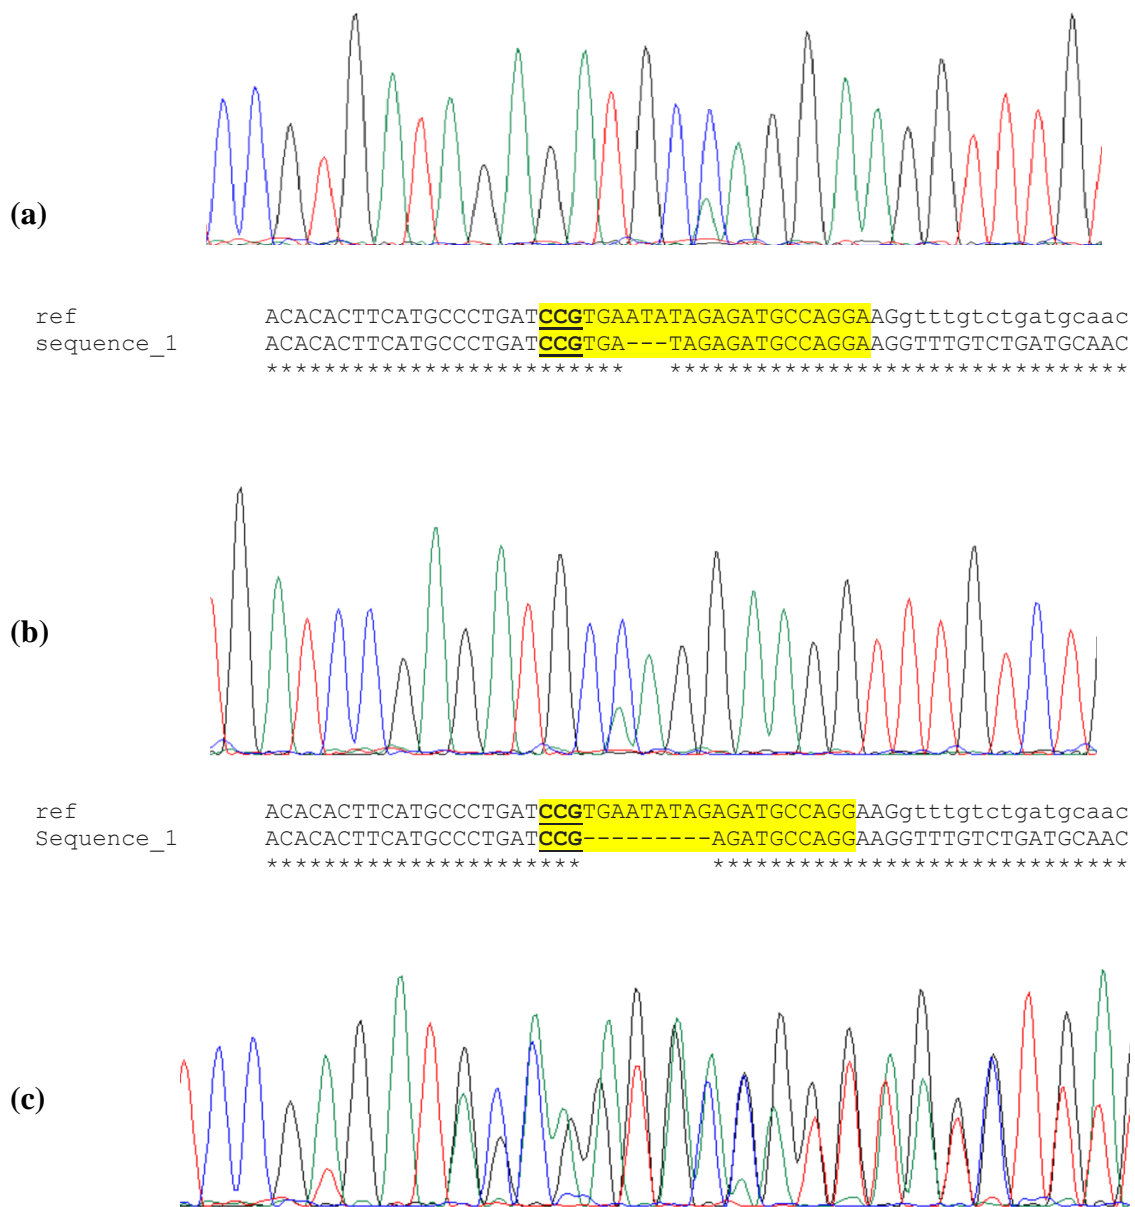 (a)
ref ACACACTTCATGCCCTGATCCGTGAATATAGAGATGCCAGGAAGgtttgtctgatgcaac
sequence_1 ACACACTTCATGCCCTGATCCGTGA---TAGAGATGCCAGGAAGGTTTGTCTGATGCAAC
*************************   ********************************
(b)
ref ACACACTTCATGCCCTGATCCGTGAATATAGAGATGCCAGGAAGgtttgtctgatgcaac
Sequence_1 ACACACTTCATGCCCTGATCCG---------AGATGCCAGGAAGGTTTGTCTGATGCAAC
**********************         *****************************
(c)